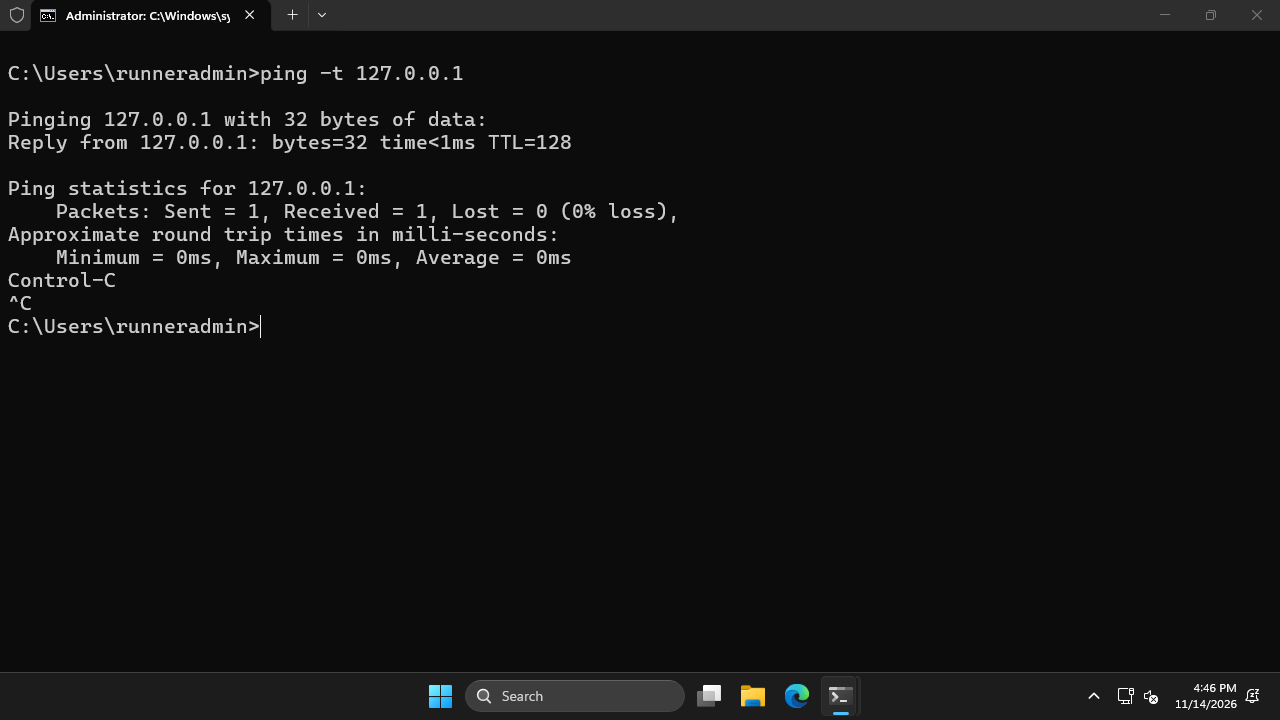 Administrator: C:\Windows\sy
C:\Users\runneradmin>ping -t 127.0.0.1
Pinging 127.0.0.1 with 32 bytes of data:
Reply from 127.0.0.1: bytes=32 time<1ms TTL=128
Ping statistics for 127.0.0.1:
    Packets: Sent = 1, Received = 1, Lost = 0 (0% loss),
Approximate round trip times in milli-seconds:
    Minimum = 0ms, Maximum = 0ms, Average = 0ms
Control-C
^C
C:\Users\runneradmin>
Search
4:46 PM
11/14/2026